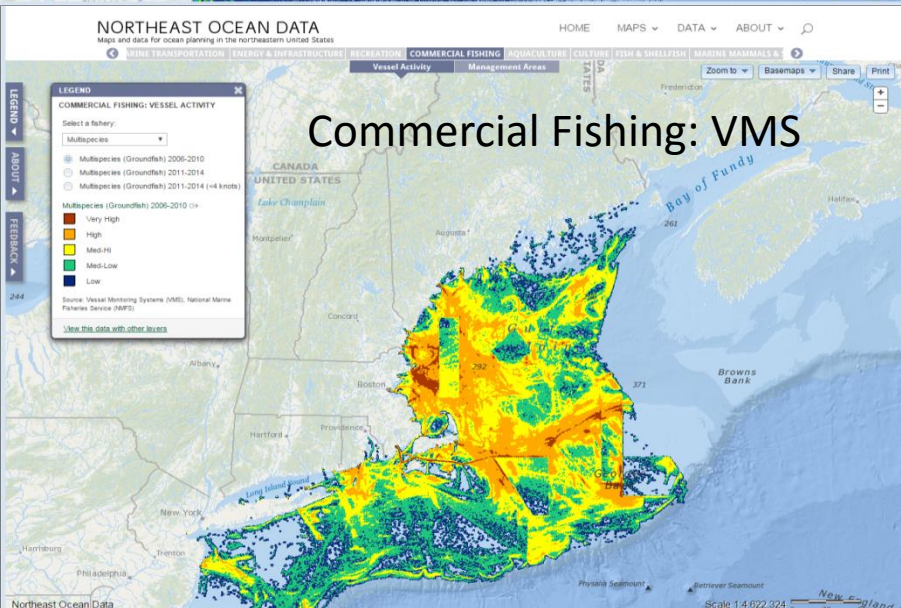 NORTHEAST OCEAN DATA
Maps and data for ocean planning in the northeastern United States
HOME MAPS DATA ABOUT
RINE TRANSPORTATION ENERGY & INFRASTRUCTURE RECREATION COMMERCIAL FISHING AQUACULTURE CULTURE FISH & SHELLFISH MARINE MAMMALS &
Vessel Activity Management Areas
Zoom to Basemaps Share Print
+
-
LEGEND
ABOUT
FEEDBACK
LEGEND
COMMERCIAL FISHING: VESSEL ACTIVITY
Select a fishery:
Multispecies
Multispecies (Groundfish) 2006-2010
Multispecies (Groundfish) 2011-2014
Multispecies (Groundfish) 2011-2014 (<4 knots)
Multispecies (Groundfish) 2006-2010
Very High
High
Med-Hi
Med-Low
Low
Source: Vessel Monitoring Systems (VMS), National Marine
Fisheries Service (NMFS)
View this data with other layers
Commercial Fishing: VMS
Fredericton
CANADA
UNITED STATES
Lake Champlain
Bay of Fundy
Halifax
261
Montpelier
Augusta
244
Concord
Albany
292
371
Browns
Bank
Boston
Hartford
Providence
Long Island Sound
New York
Harrisburg
Trenton
Philadelphia
Physalia Seamount
Retriever Seamount
Northeast Ocean Data
Scale 1:4,622,324
New England